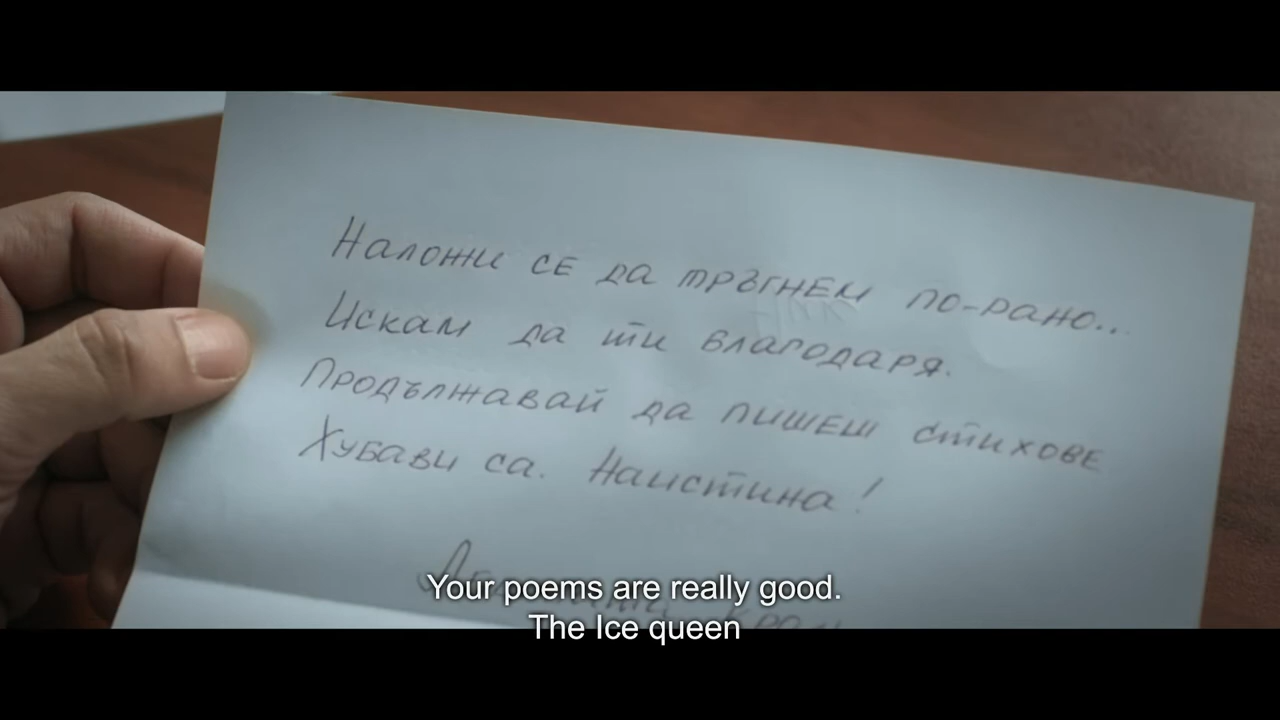 Наложи се да тръгнем по-рано...
Искам да ти благодаря.
Продължавай да пишеш стихове
Хубави са. Наистина!
Your poems are really good.
The Ice queen